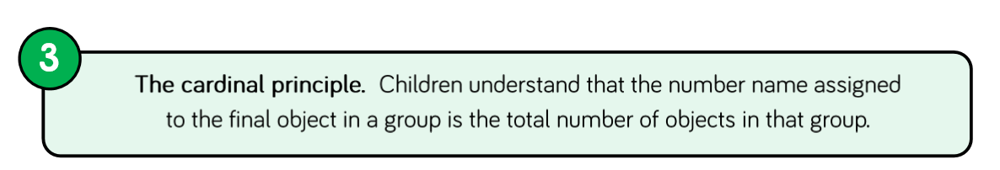 3
The cardinal principle. Children understand that the number name assigned
to the final object in a group is the total number of objects in that group.